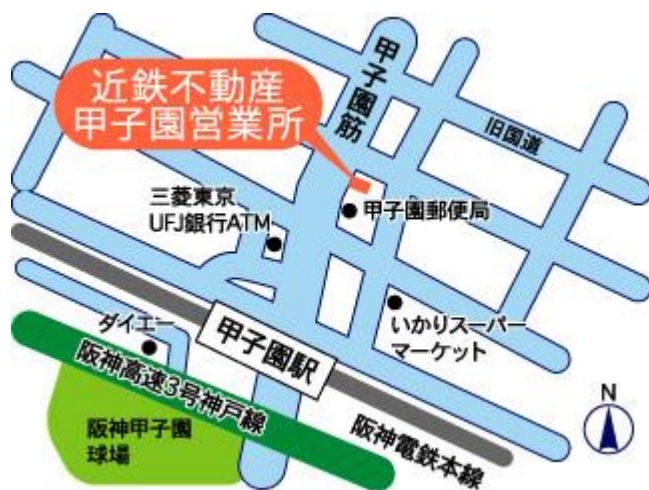 近鉄不動産
甲子園営業所
甲子園筋
旧国道
三菱東京
UFJ銀行ATM
甲子園郵便局
いかりスーパー
マーケット
ダイエー
甲子園駅
阪神高速3号神戸線
阪神電鉄本線
阪神甲子園
球場
N